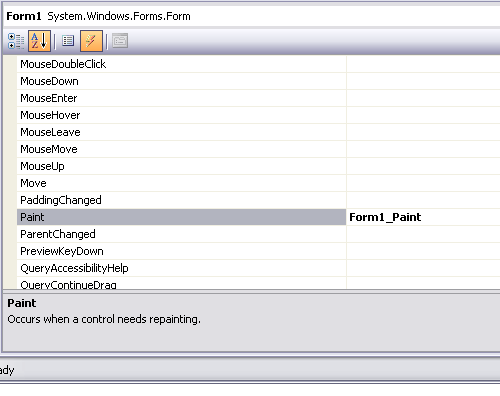 Form1 System.Windows.Forms.Form
MouseDoubleClick
MouseDown
MouseEnter
MouseHover
MouseLeave
MouseMove
MouseUp
Move
PaddingChanged
Paint Form1_Paint
ParentChanged
PreviewKeyDown
QueryAccessibilityHelp
QueryContinueDrag
Paint
Occurs when a control needs repainting.
ady